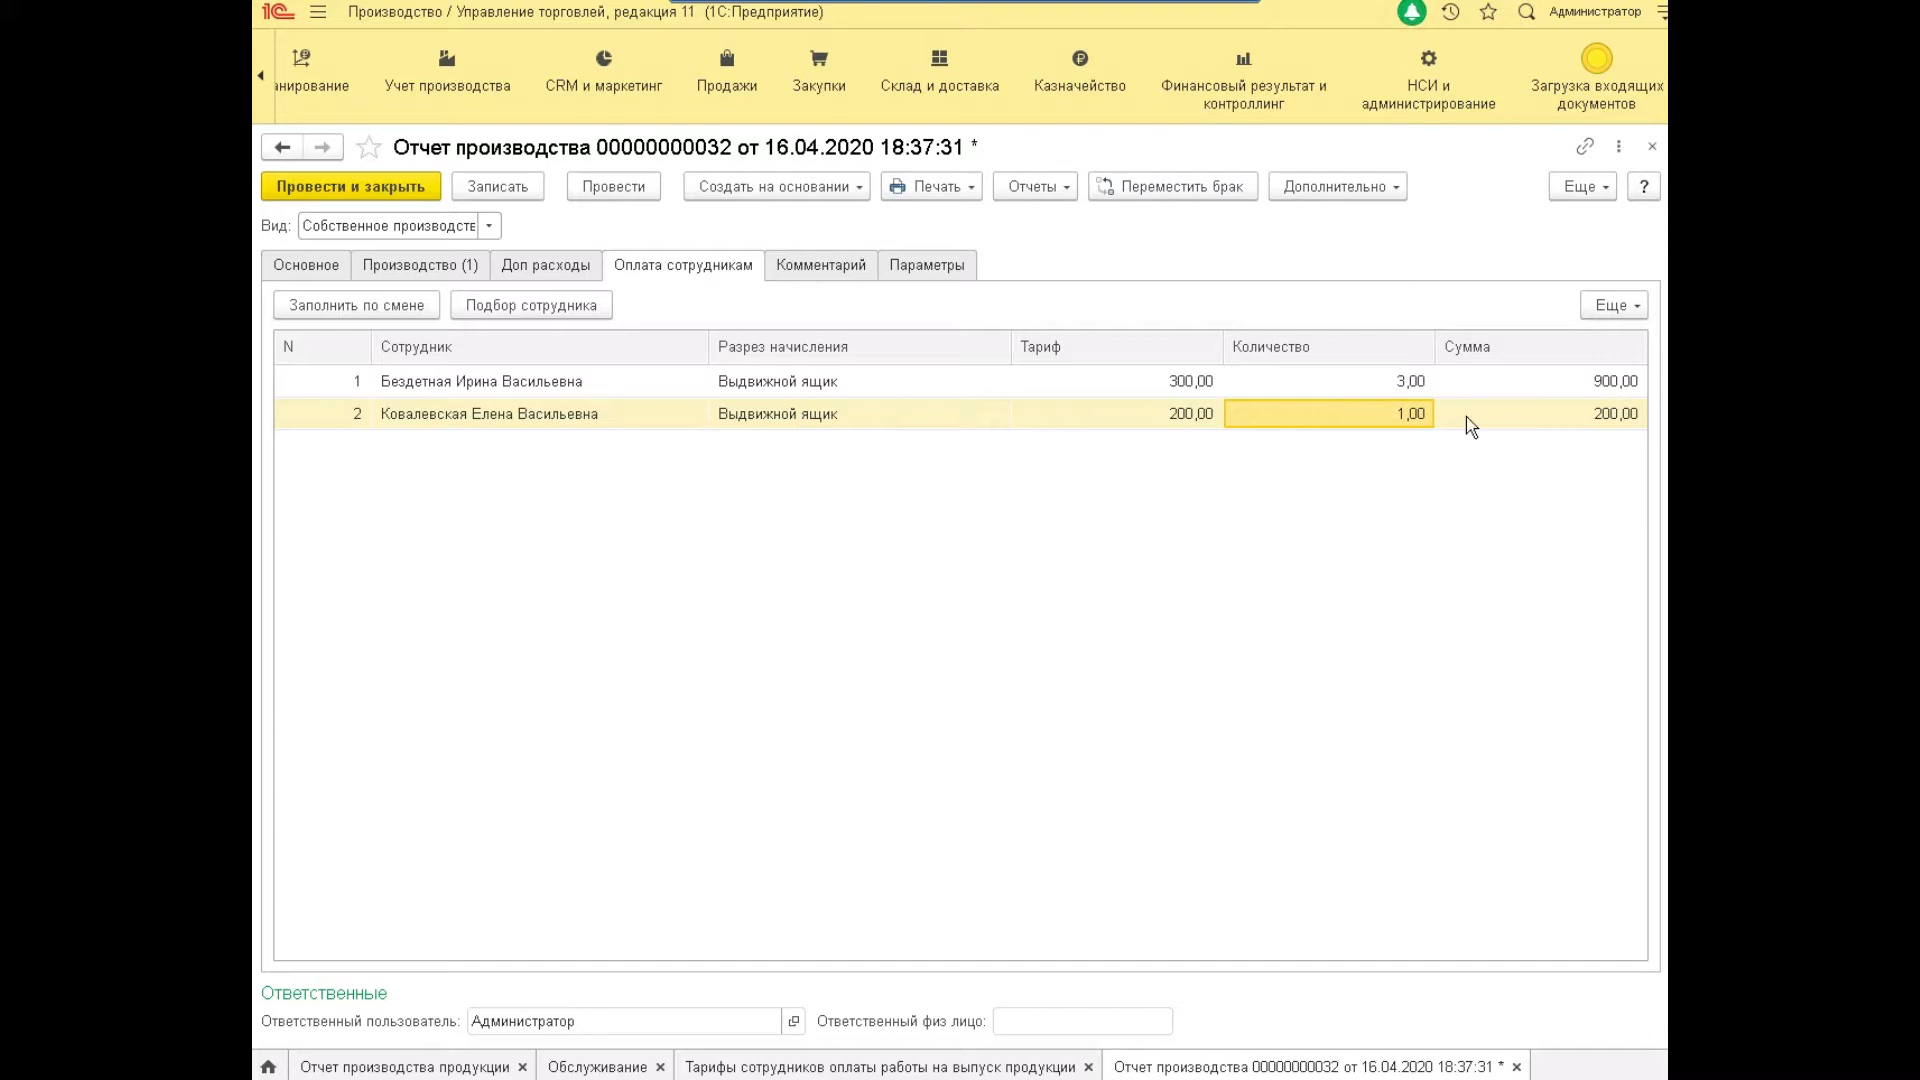 1С Производство / Управление торговлей, редакция 11 (1С:Предприятие) Администратор
анирование Учет производства CRM и маркетинг Продажи Закупки Склад и доставка Казначейство Финансовый результат и контроллинг НСИ и администрирование Загрузка входящих документов
Отчет производства 00000000032 от 16.04.2020 18:37:31 *
Провести и закрыть Записать Провести Создать на основании Печать Отчеты Переместить брак Дополнительно Еще ?
Вид: Собственное производсте
Основное Производство (1) Доп расходы Оплата сотрудникам Комментарий Параметры
Заполнить по смене Подбор сотрудника Еще
N Сотрудник Разрез начисления Тариф Количество Сумма
1 Бездетная Ирина Васильевна Выдвижной ящик 300,00 3,00 900,00
2 Ковалевская Елена Васильевна Выдвижной ящик 200,00 1,00 200,00
Ответственные
Ответственный пользователь: Администратор Ответственный физ лицо:
Отчет производства продукции Обслуживание Тарифы сотрудников оплаты работы на выпуск продукции Отчет производства 00000000032 от 16.04.2020 18:37:31 *